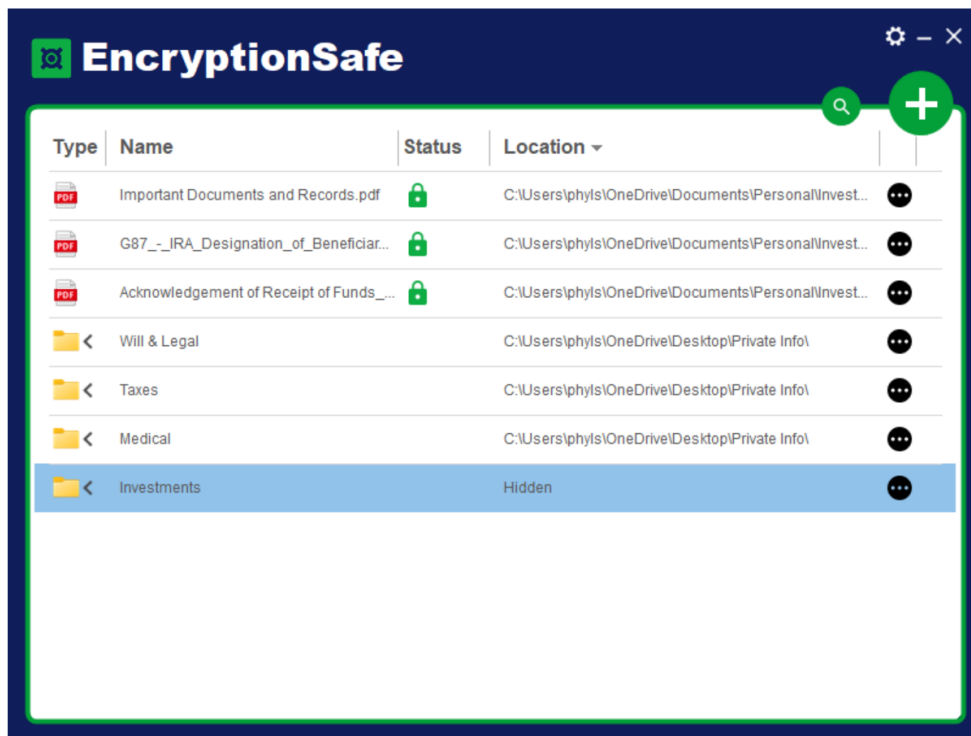 EncryptionSafe
Type Name Status Location
PDF Important Documents and Records.pdf C:\Users\phyls\OneDrive\Documents\Personal\Invest...
PDF G87_-_IRA_Designation_of_Beneficiar... C:\Users\phyls\OneDrive\Documents\Personal\Invest...
PDF Acknowledgement of Receipt of Funds_... C:\Users\phyls\OneDrive\Documents\Personal\Invest...
Will & Legal C:\Users\phyls\OneDrive\Desktop\Private Info\
Taxes C:\Users\phyls\OneDrive\Desktop\Private Info\
Medical C:\Users\phyls\OneDrive\Desktop\Private Info\
Investments Hidden